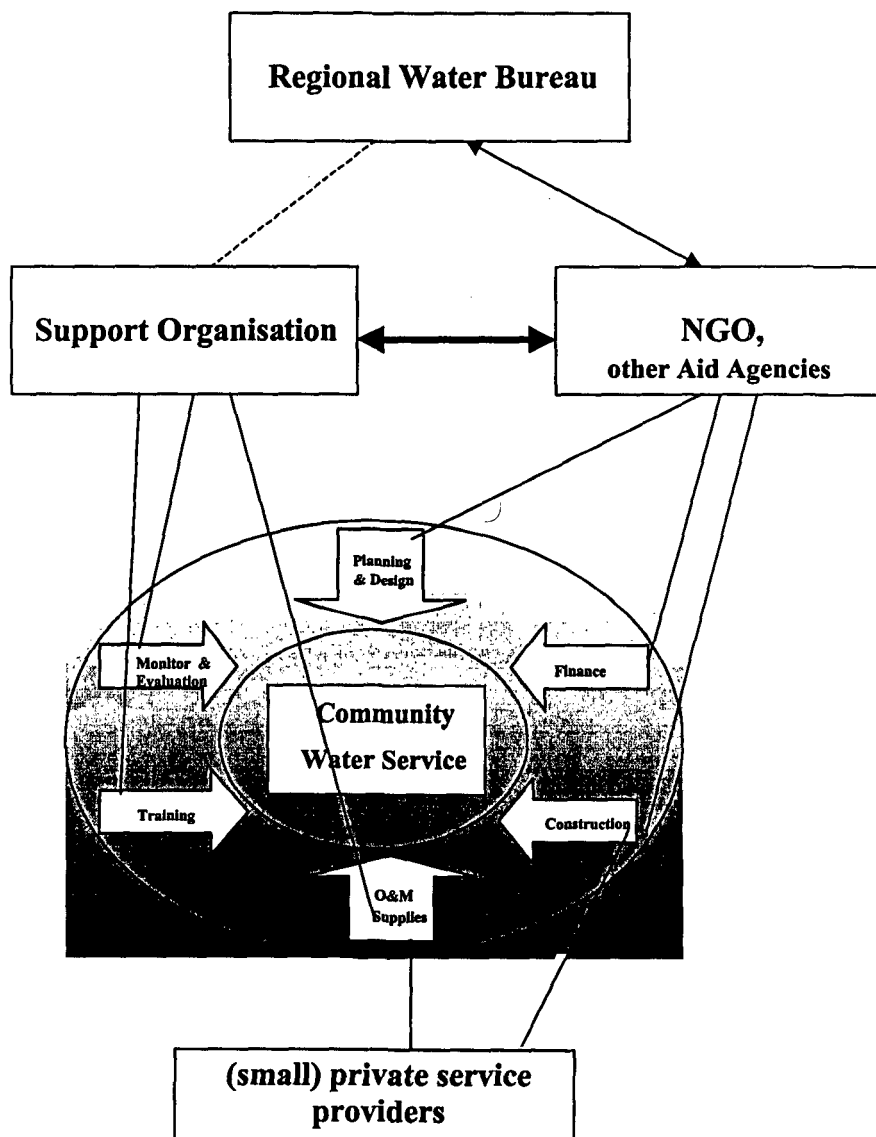 Regional Water Bureau
Support Organisation
NGO,
other Aid Agencies
Planning
& Design
Monitor &
Evaluation
Finance
Community
Water Service
Training
Construction
O&M
Supplies
(small) private service
providers